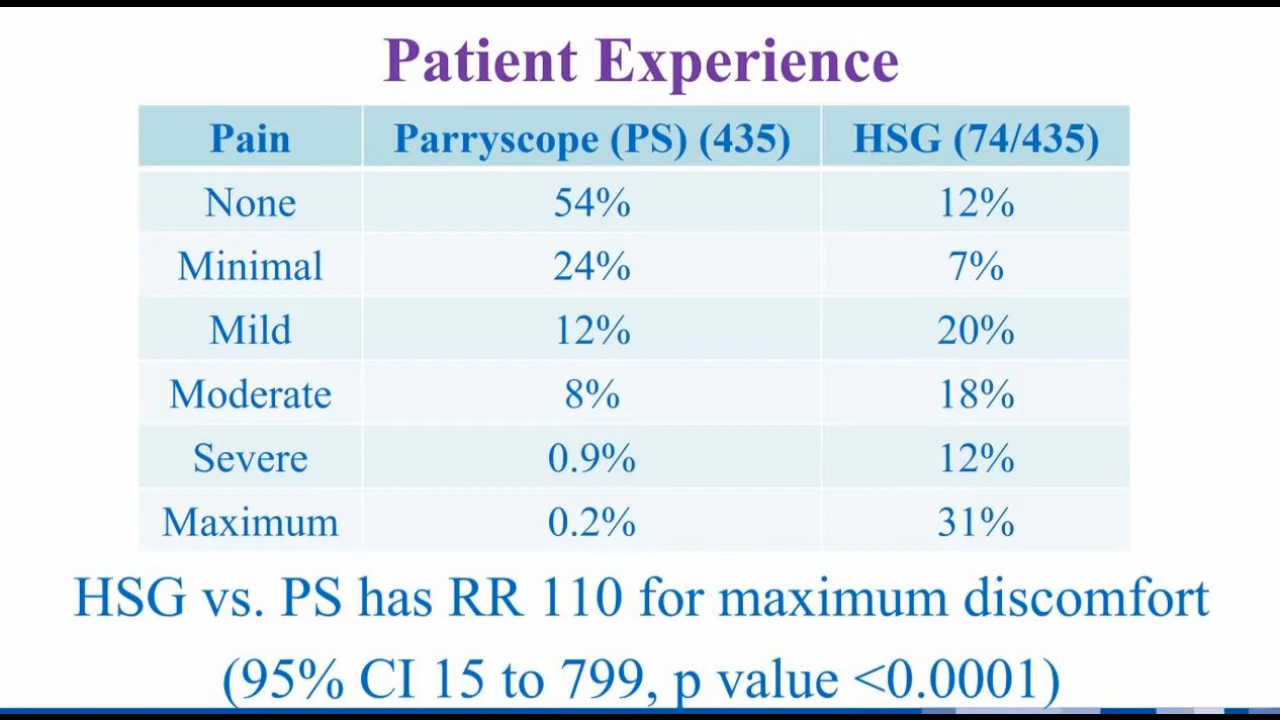 Patient Experience
Pain Parryscope (PS) (435) HSG (74/435)
None 54% 12%
Minimal 24% 7%
Mild 12% 20%
Moderate 8% 18%
Severe 0.9% 12%
Maximum 0.2% 31%
HSG vs. PS has RR 110 for maximum discomfort
(95% CI 15 to 799, p value <0.0001)